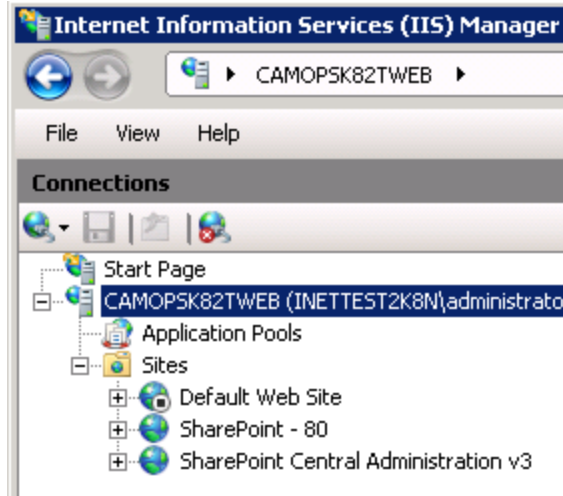 Internet Information Services (IIS) Manager
CAMOPSK82TWEB
File View Help
Connections
Start Page
CAMOPSK82TWEB (INETTEST2K8N\administrato
Application Pools
Sites
Default Web Site
SharePoint - 80
SharePoint Central Administration v3